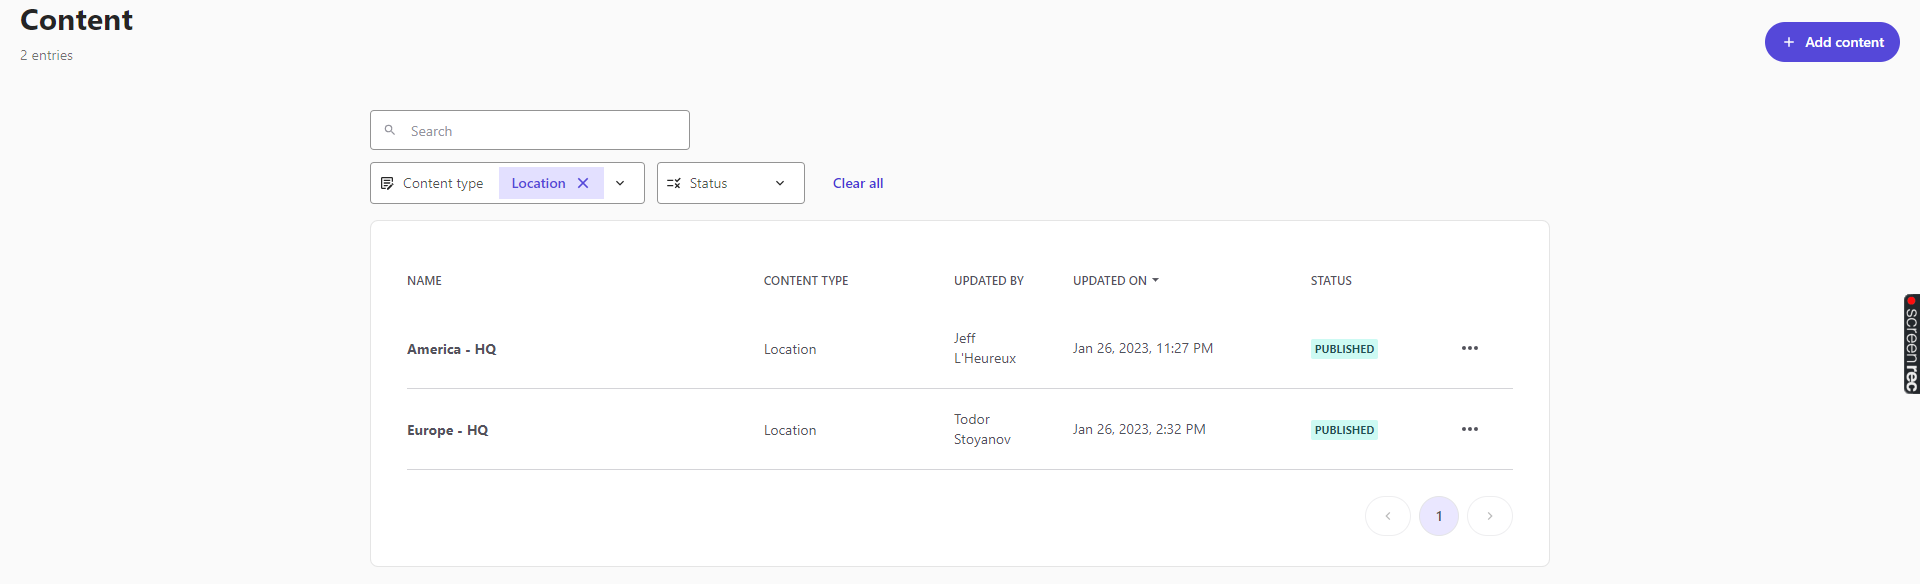 Content
2 entries
+ Add content
Search
Content type Location Status Clear all
NAME CONTENT TYPE UPDATED BY UPDATED ON STATUS
America - HQ Location Jeff L'Heureux Jan 26, 2023, 11:27 PM PUBLISHED
Europe - HQ Location Todor Stoyanov Jan 26, 2023, 2:32 PM PUBLISHED
1
screenrec